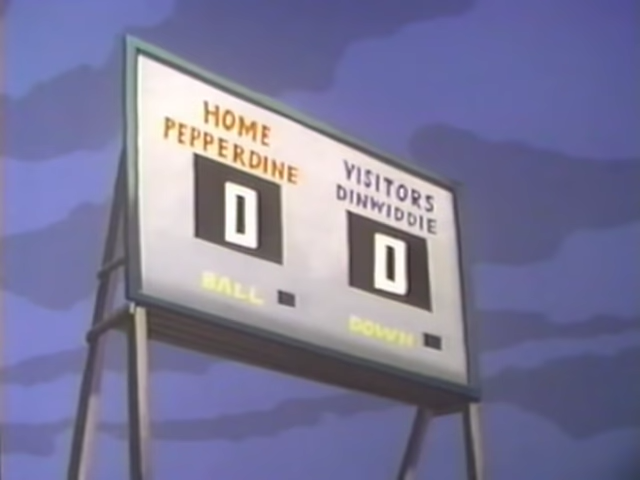 HOME
PEPPERDINE
0
VISITORS
DINWIDDIE
0
BALL
DOWN